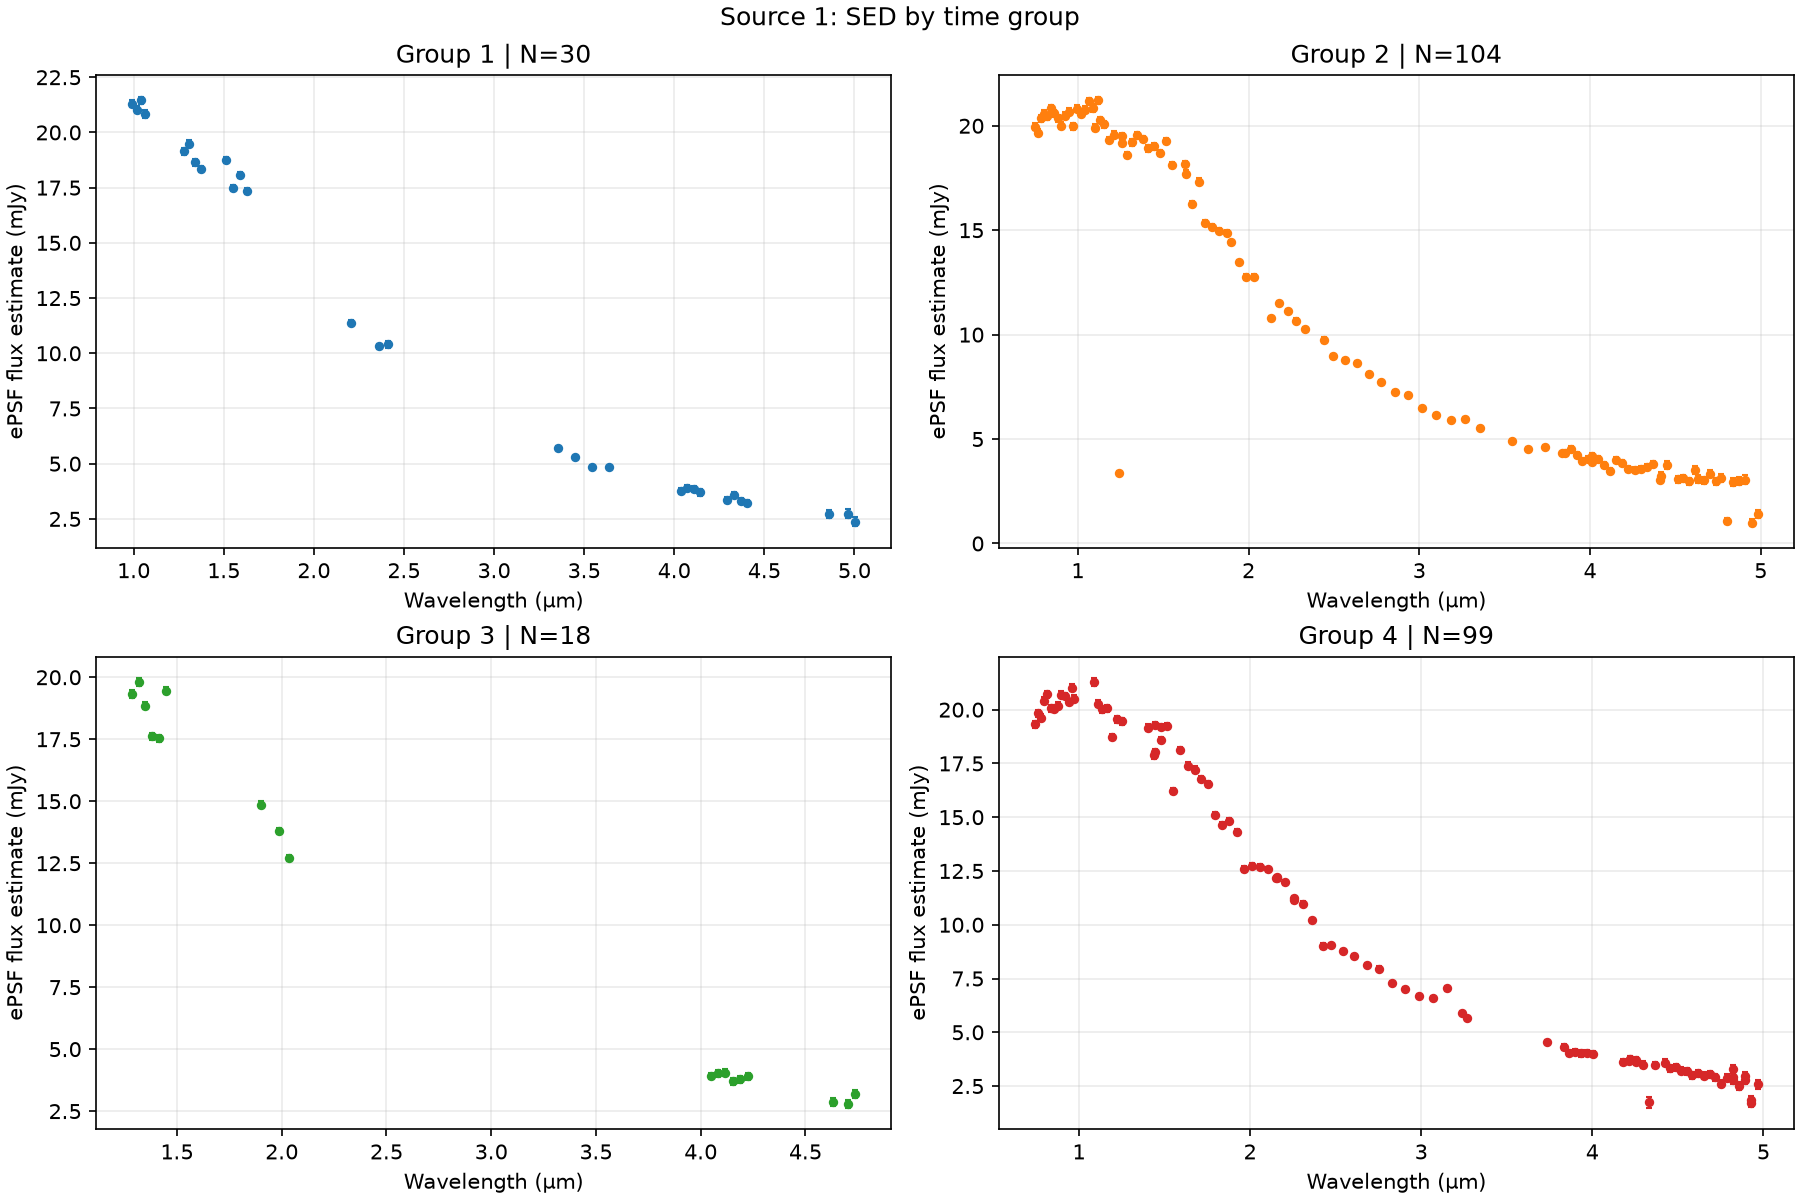 Source 1: SED by time group
Group 1 | N=30
22.5
20.0
17.5
15.0
12.5
10.0
7.5
5.0
2.5
ePSF flux estimate (mJy)
1.0 1.5 2.0 2.5 3.0 3.5 4.0 4.5 5.0
Wavelength (μm)
Group 2 | N=104
20
15
10
5
0
ePSF flux estimate (mJy)
1 2 3 4 5
Wavelength (μm)
Group 3 | N=18
20.0
17.5
15.0
12.5
10.0
7.5
5.0
2.5
ePSF flux estimate (mJy)
1.5 2.0 2.5 3.0 3.5 4.0 4.5
Wavelength (μm)
Group 4 | N=99
20.0
17.5
15.0
12.5
10.0
7.5
5.0
2.5
ePSF flux estimate (mJy)
1 2 3 4 5
Wavelength (μm)